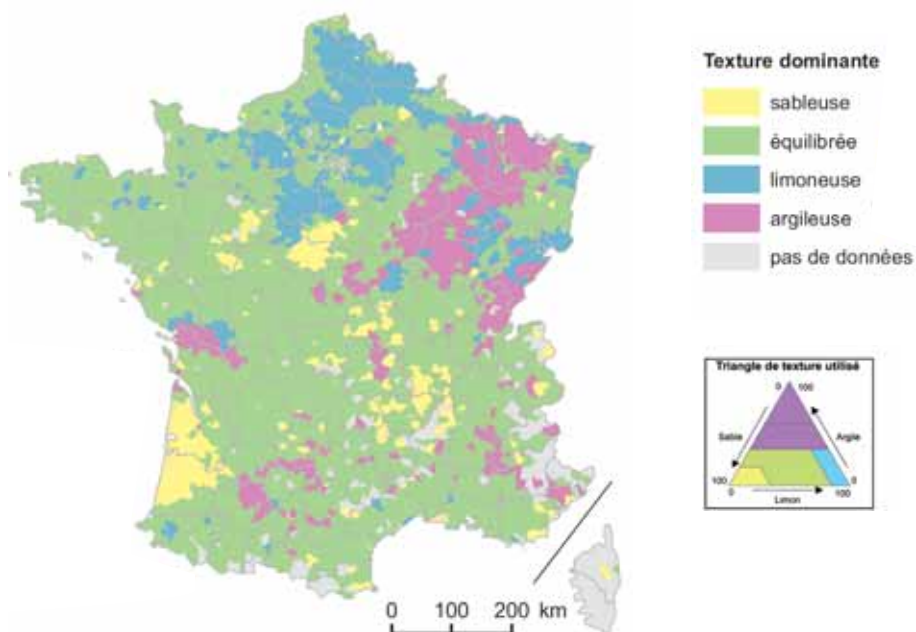 Texture dominante
sableuse
équilibrée
limoneuse
argileuse
pas de données
Triangle de texture utilisé
0 100
Sable Argile
100 0
0 100
Limon
0 100 200 km